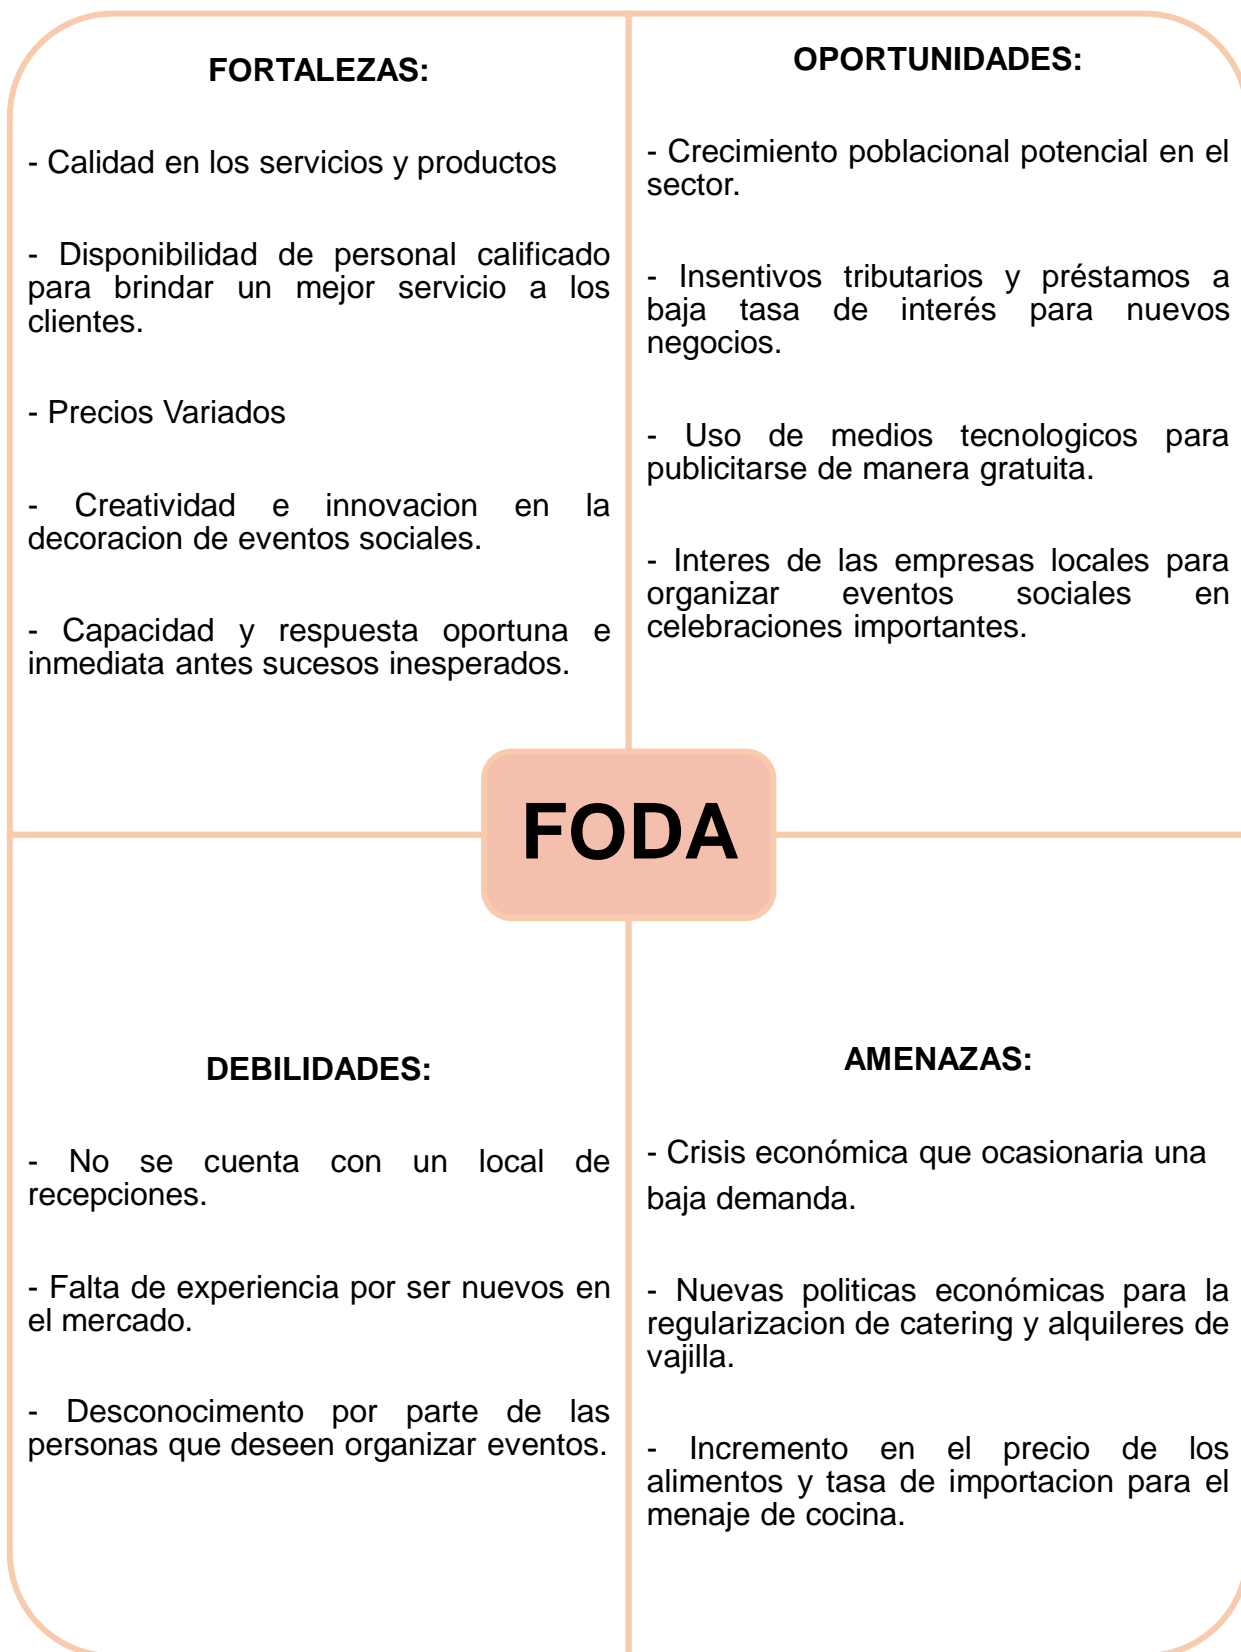 FORTALEZAS:
- Calidad en los servicios y productos
- Disponibilidad de personal calificado
para brindar un mejor servicio a los
clientes.
- Precios Variados
- Creatividad e innovacion en la
decoracion de eventos sociales.
- Capacidad y respuesta oportuna e
inmediata antes sucesos inesperados.
OPORTUNIDADES:
- Crecimiento poblacional potencial en el
sector.
- Insentivos tributarios y préstamos a
baja tasa de interés para nuevos
negocios.
- Uso de medios tecnologicos para
publicitarse de manera gratuita.
- Interes de las empresas locales para
organizar eventos sociales en
celebraciones importantes.
FODA
DEBILIDADES:
- No se cuenta con un local de
recepciones.
- Falta de experiencia por ser nuevos en
el mercado.
- Desconocimento por parte de las
personas que deseen organizar eventos.
AMENAZAS:
- Crisis económica que ocasionaria una
baja demanda.
- Nuevas politicas económicas para la
regularizacion de catering y alquileres de
vajilla.
- Incremento en el precio de los
alimentos y tasa de importacion para el
menaje de cocina.